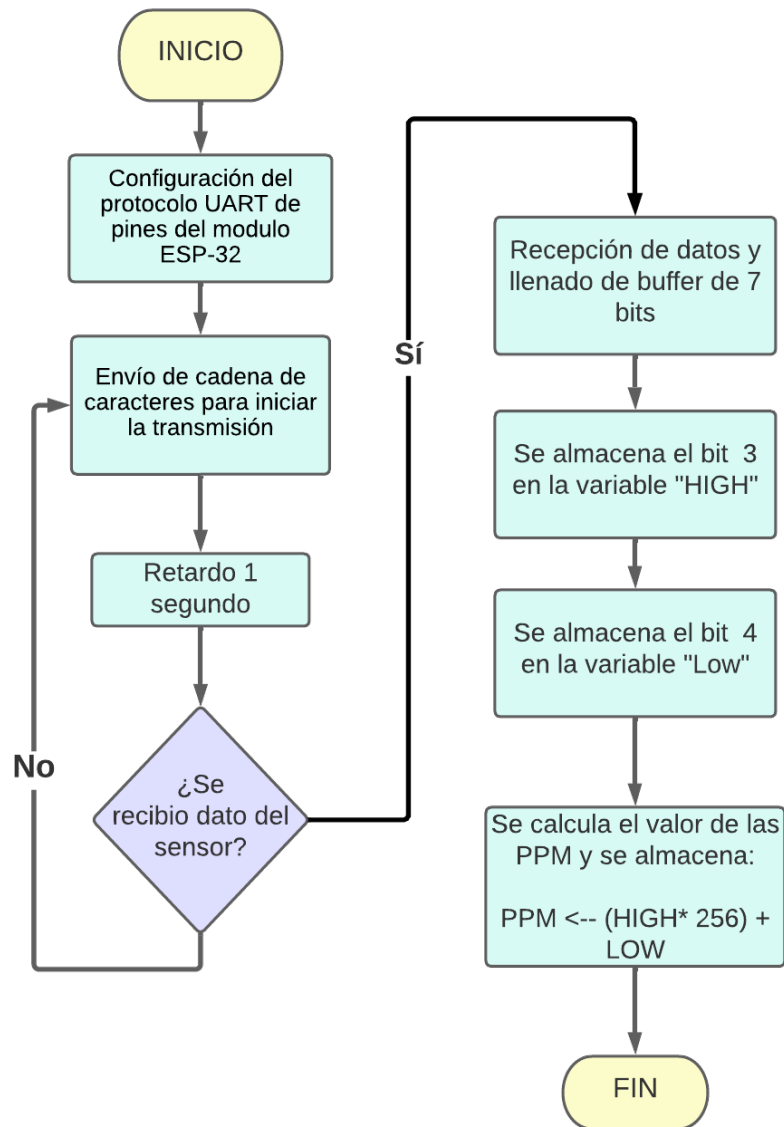 INICIO
Configuración del
protocolo UART de
pines del modulo
ESP-32
Envío de cadena de
caracteres para iniciar
la transmisión
Retardo 1
segundo
¿Se
recibio dato del
sensor?
No
Sí
Recepción de datos y
llenado de buffer de 7
bits
Se almacena el bit 3
en la variable "HIGH"
Se almacena el bit 4
en la variable "Low"
Se calcula el valor de las
PPM y se almacena:
PPM <-- (HIGH* 256) +
LOW
FIN